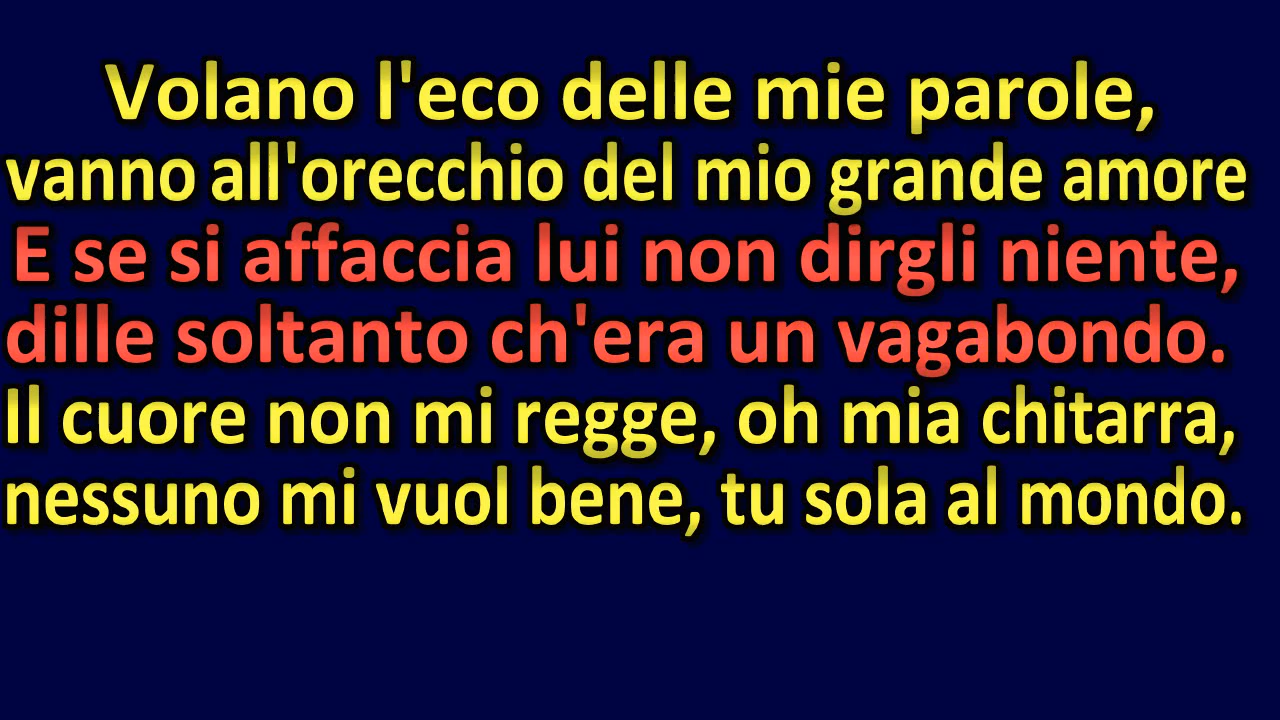 Volano l'eco delle mie parole,
vanno all'orecchio del mio grande amore
E se si affaccia lui non dirgli niente,
dille soltanto ch'era un vagabondo.
Il cuore non mi regge, oh mia chitarra,
nessuno mi vuol bene, tu sola al mondo.